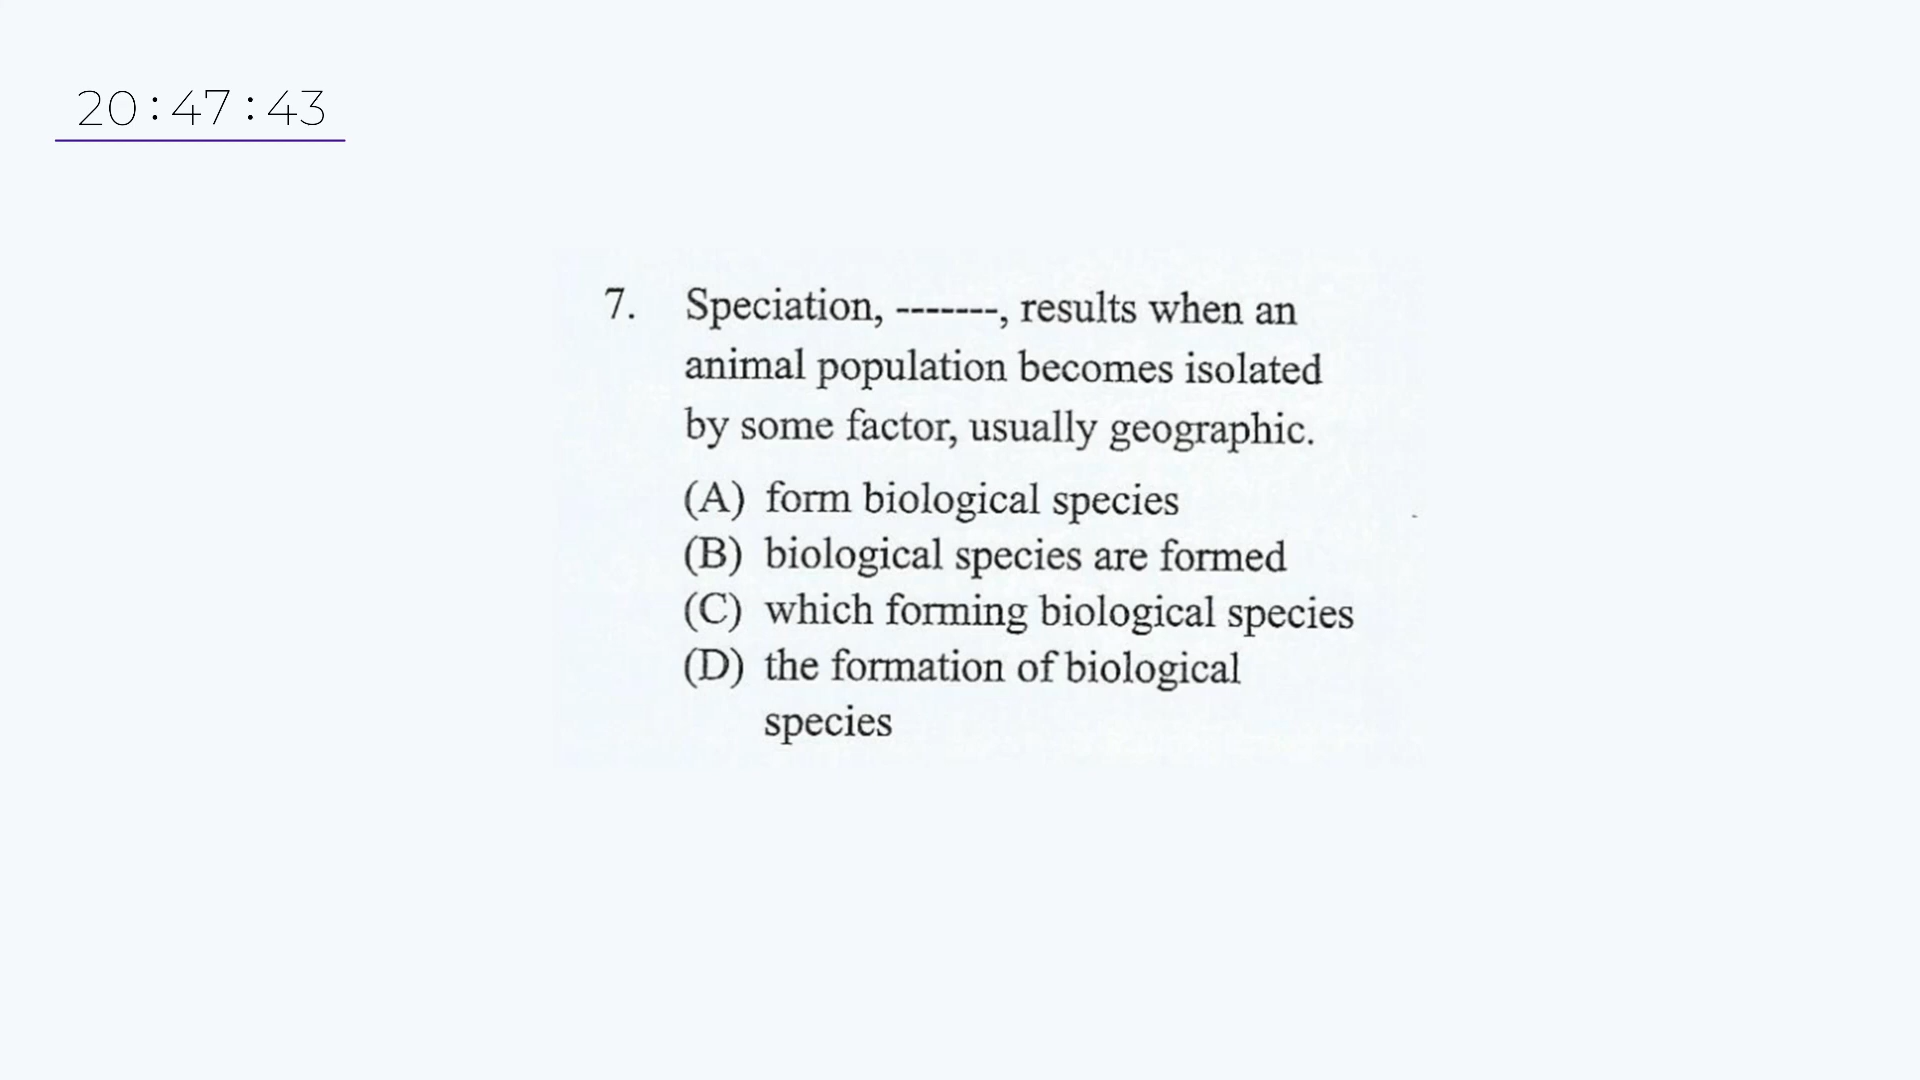 20:47:43
7. Speciation, -------, results when an
animal population becomes isolated
by some factor, usually geographic.
(A) form biological species
(B) biological species are formed
(C) which forming biological species
(D) the formation of biological
species